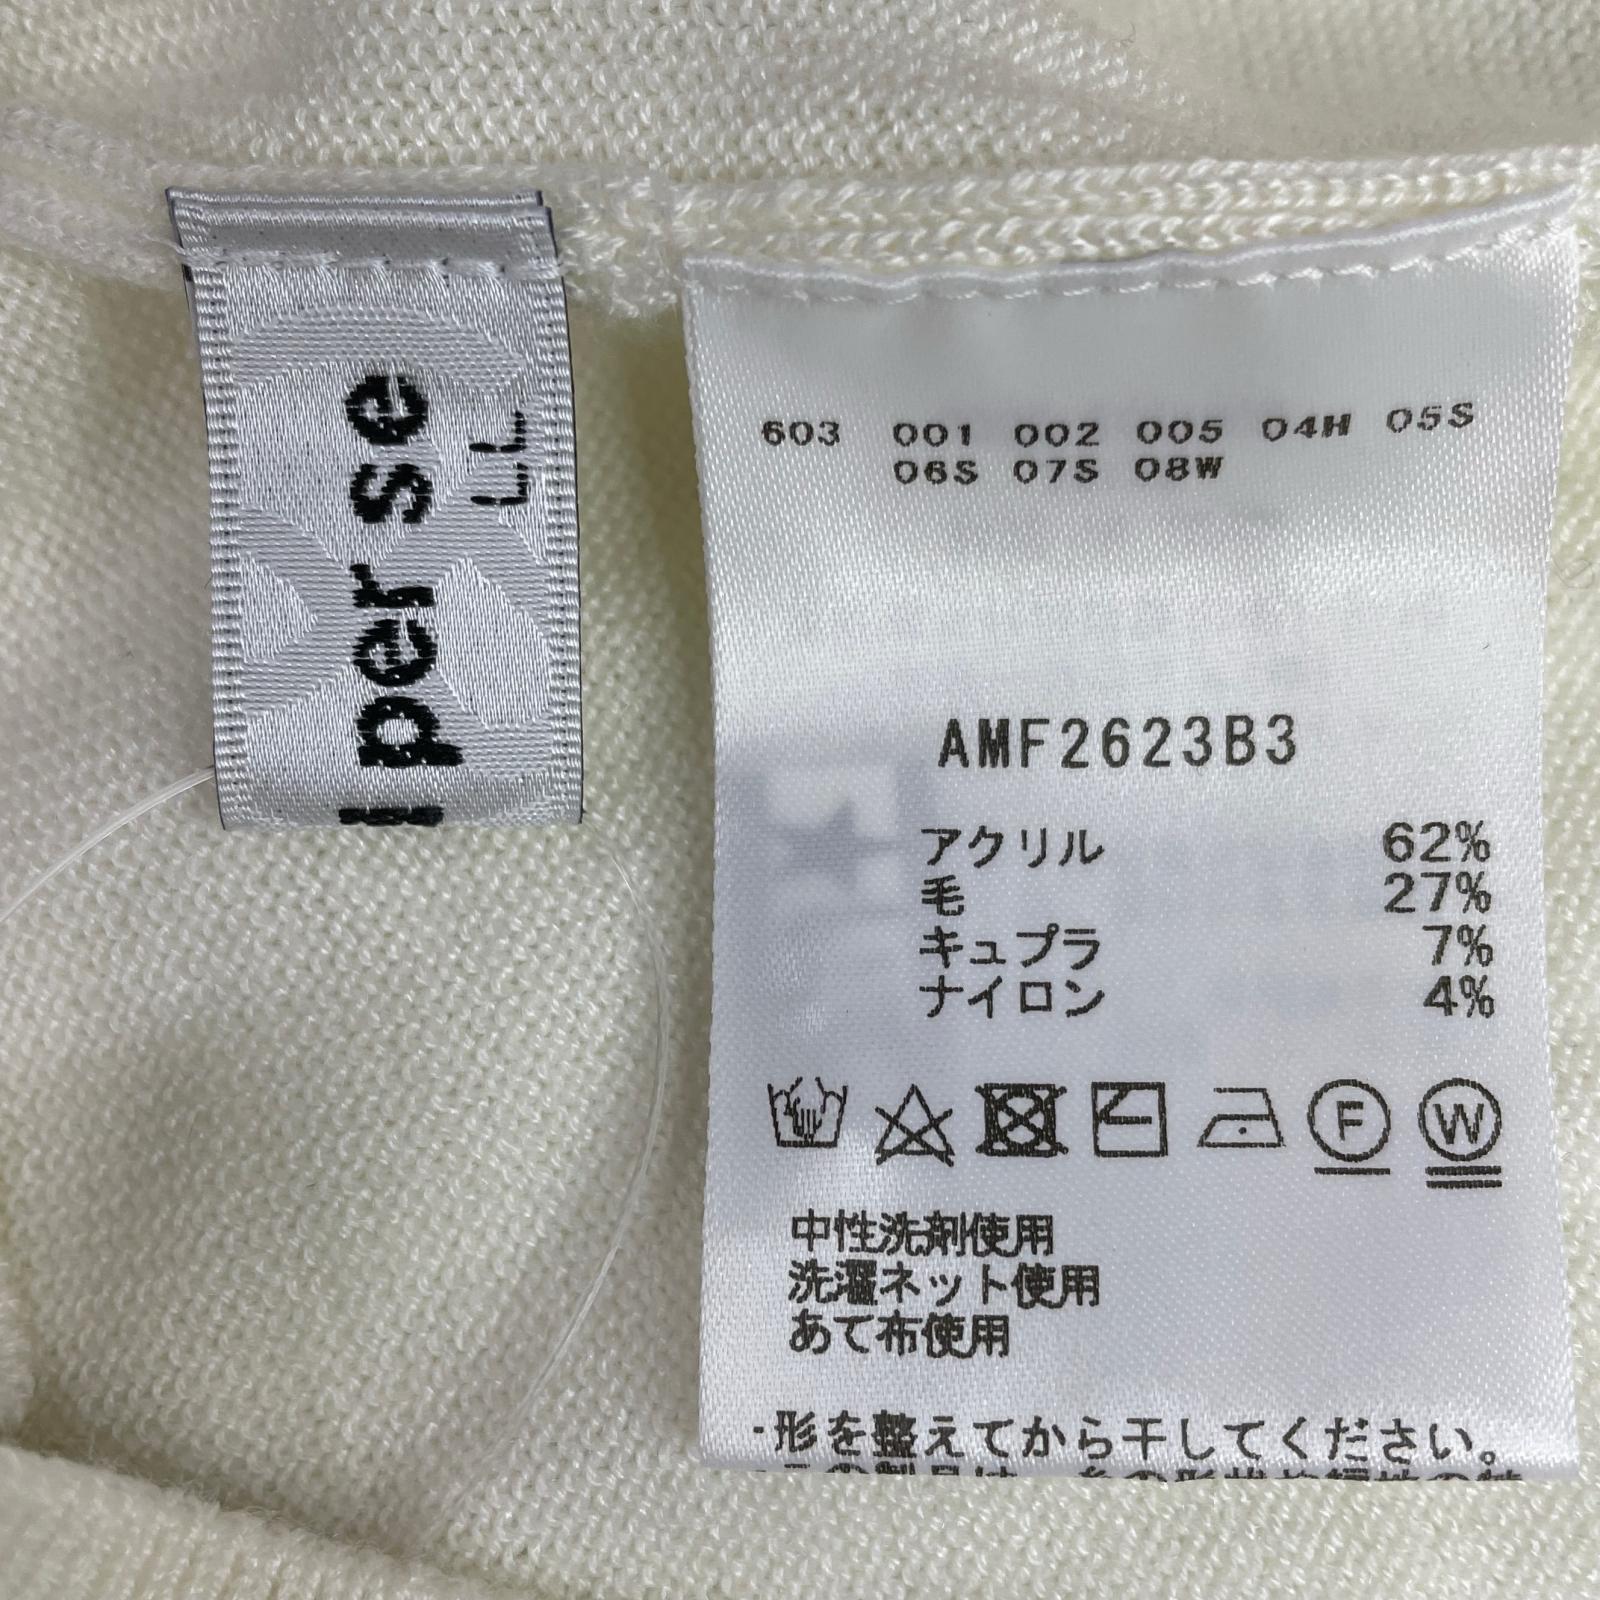 per se
LL
603 001 002 005 04H 05S
06S 07S 08W
AMF2623B3
アクリル 62%
毛 27%
キュプラ 7%
ナイロン 4%
F W
中性洗剤使用
洗濯ネット使用
あて布使用
・形を整えてから干してください。